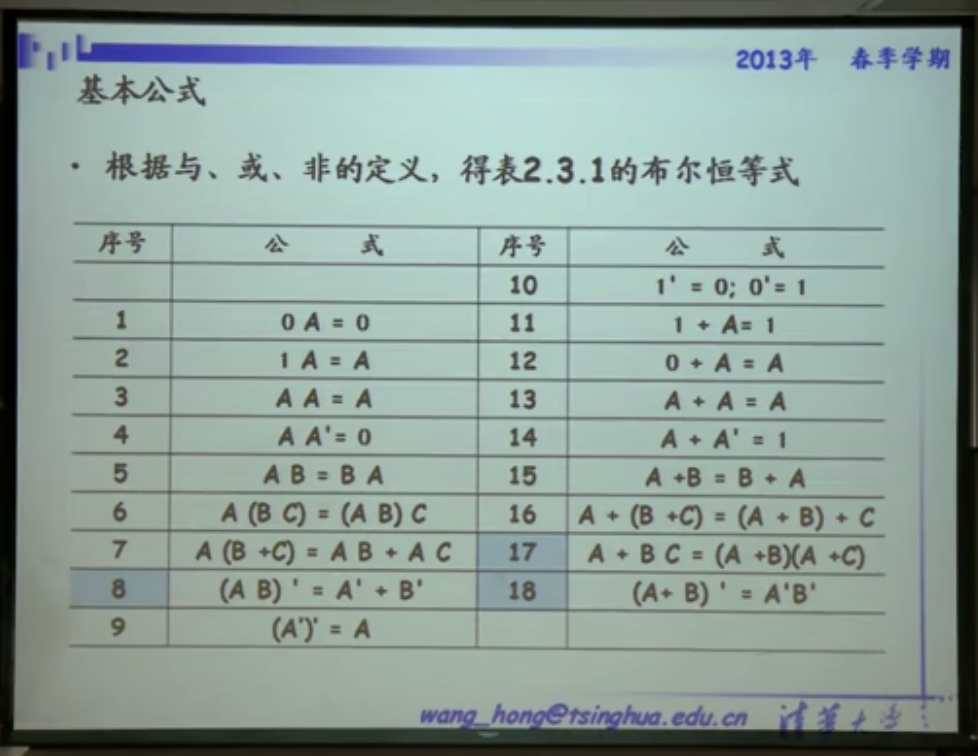 2013年 春季学期
基本公式
• 根据与、或、非的定义，得表2.3.1的布尔恒等式
序号 公 式 序号 公 式
10 1' = 0; 0'= 1
1 0 A = 0 11 1 + A= 1
2 1 A = A 12 0 + A = A
3 A A = A 13 A + A = A
4 A A'= 0 14 A + A' = 1
5 A B = B A 15 A +B = B + A
6 A (B C) = (A B) C 16 A + (B +C) = (A + B) + C
7 A (B +C) = A B + A C 17 A + B C = (A +B)(A +C)
8 (A B) ' = A' + B' 18 (A+ B) ' = A'B'
9 (A')' = A
wang_hong@tsinghua.edu.cn 清华大学